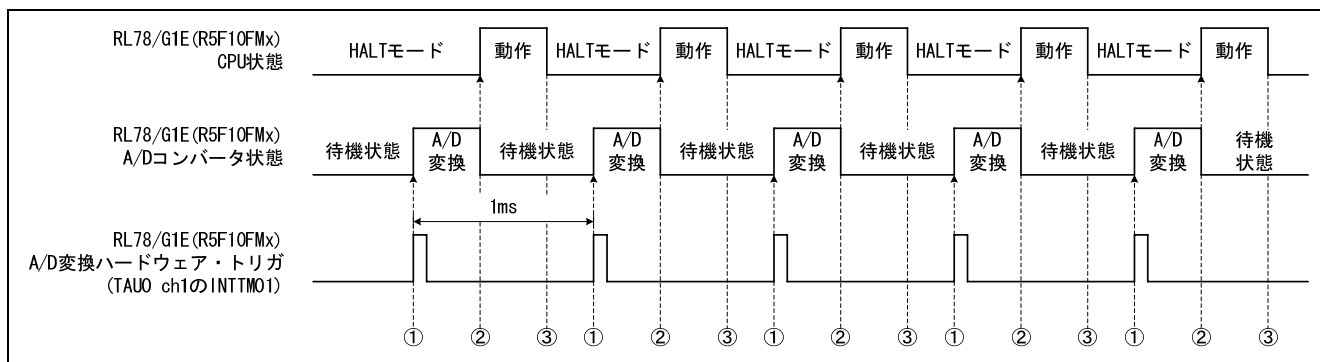 RL78/G1E(R5F10FMx)
CPU状態
HALTモード 動作 HALTモード 動作 HALTモード 動作 HALTモード 動作 HALTモード 動作
RL78/G1E(R5F10FMx)
A/Dコンバータ状態
待機状態 A/D変換 待機状態 A/D変換 待機状態 A/D変換 待機状態 A/D変換 待機状態 A/D変換 待機状態
1ms
RL78/G1E(R5F10FMx)
A/D変換ハードウェア・トリガ
(TAU0 ch1のINTTM01)
① ② ③ ① ② ③ ① ② ③ ① ② ③ ① ② ③